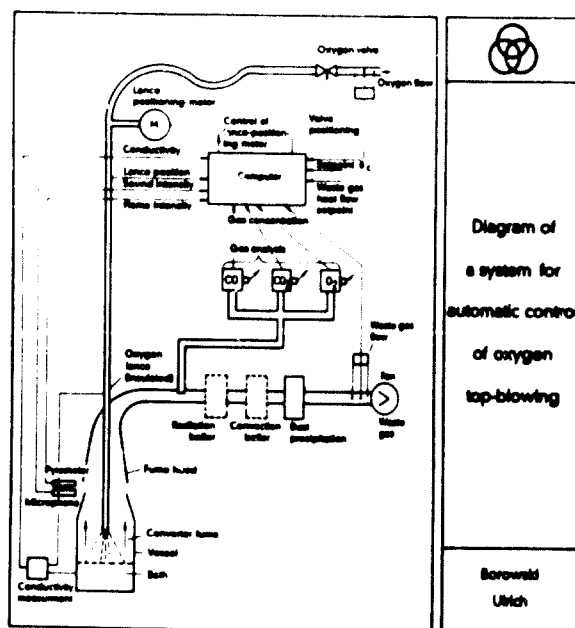 Oxygen valve
Oxygen flow
Lance
positioning-motor
M
Control of
lance-position-
ing motor
Valve
positioning
Conductivity
Lance position
Sound intensity
Flame intensity
Computer
Waste gas
heat flow
setpoint
Gas concentration
Gas analysis
CO
CO₂
O₂
Waste gas
flow
Fan
Oxygen
lance (insulated)
Radiation
boiler
Convection
boiler
Dust
precipitation
Waste
gas
Pyrometer
Fume hood
Microphone
Converter fume
Vessel
Bath
Conductivity
measurement
Diagram of
a system for
automatic control
of oxygen
top-blowing
Borowski
Ulrich